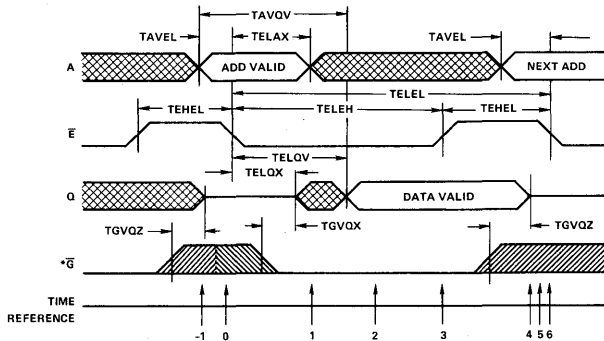 TAVQV
TAVEL TELAX TAVEL
A ADD VALID NEXT ADD
TELEL
TEHEL TELEH TEHEL
E
TELQV
TELQX
Q DATA VALID
TGVQZ TGVQX TGVQZ
*G
TIME
REFERENCE
-1 0 1 2 3 4 5 6